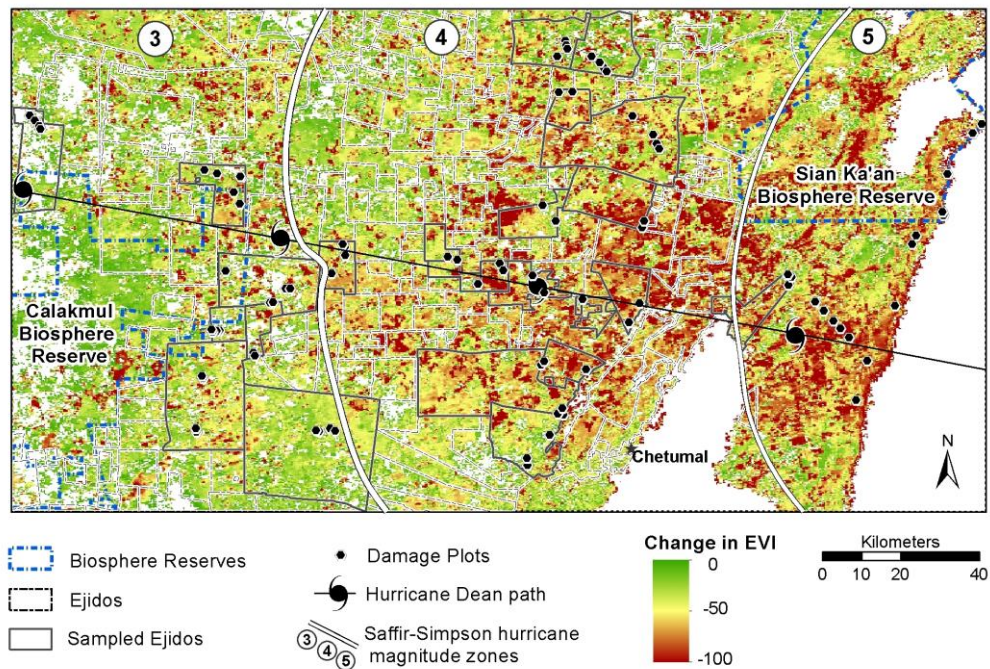 3
4
5
Sian Ka'an
Biosphere Reserve
Calakmul
Biosphere
Reserve
Chetumal
N
Biosphere Reserves
Ejidos
Sampled Ejidos
Damage Plots
Hurricane Dean path
3 4 5
Saffir-Simpson hurricane
magnitude zones
Change in EVI
0
-50
-100
Kilometers
0 10 20 40